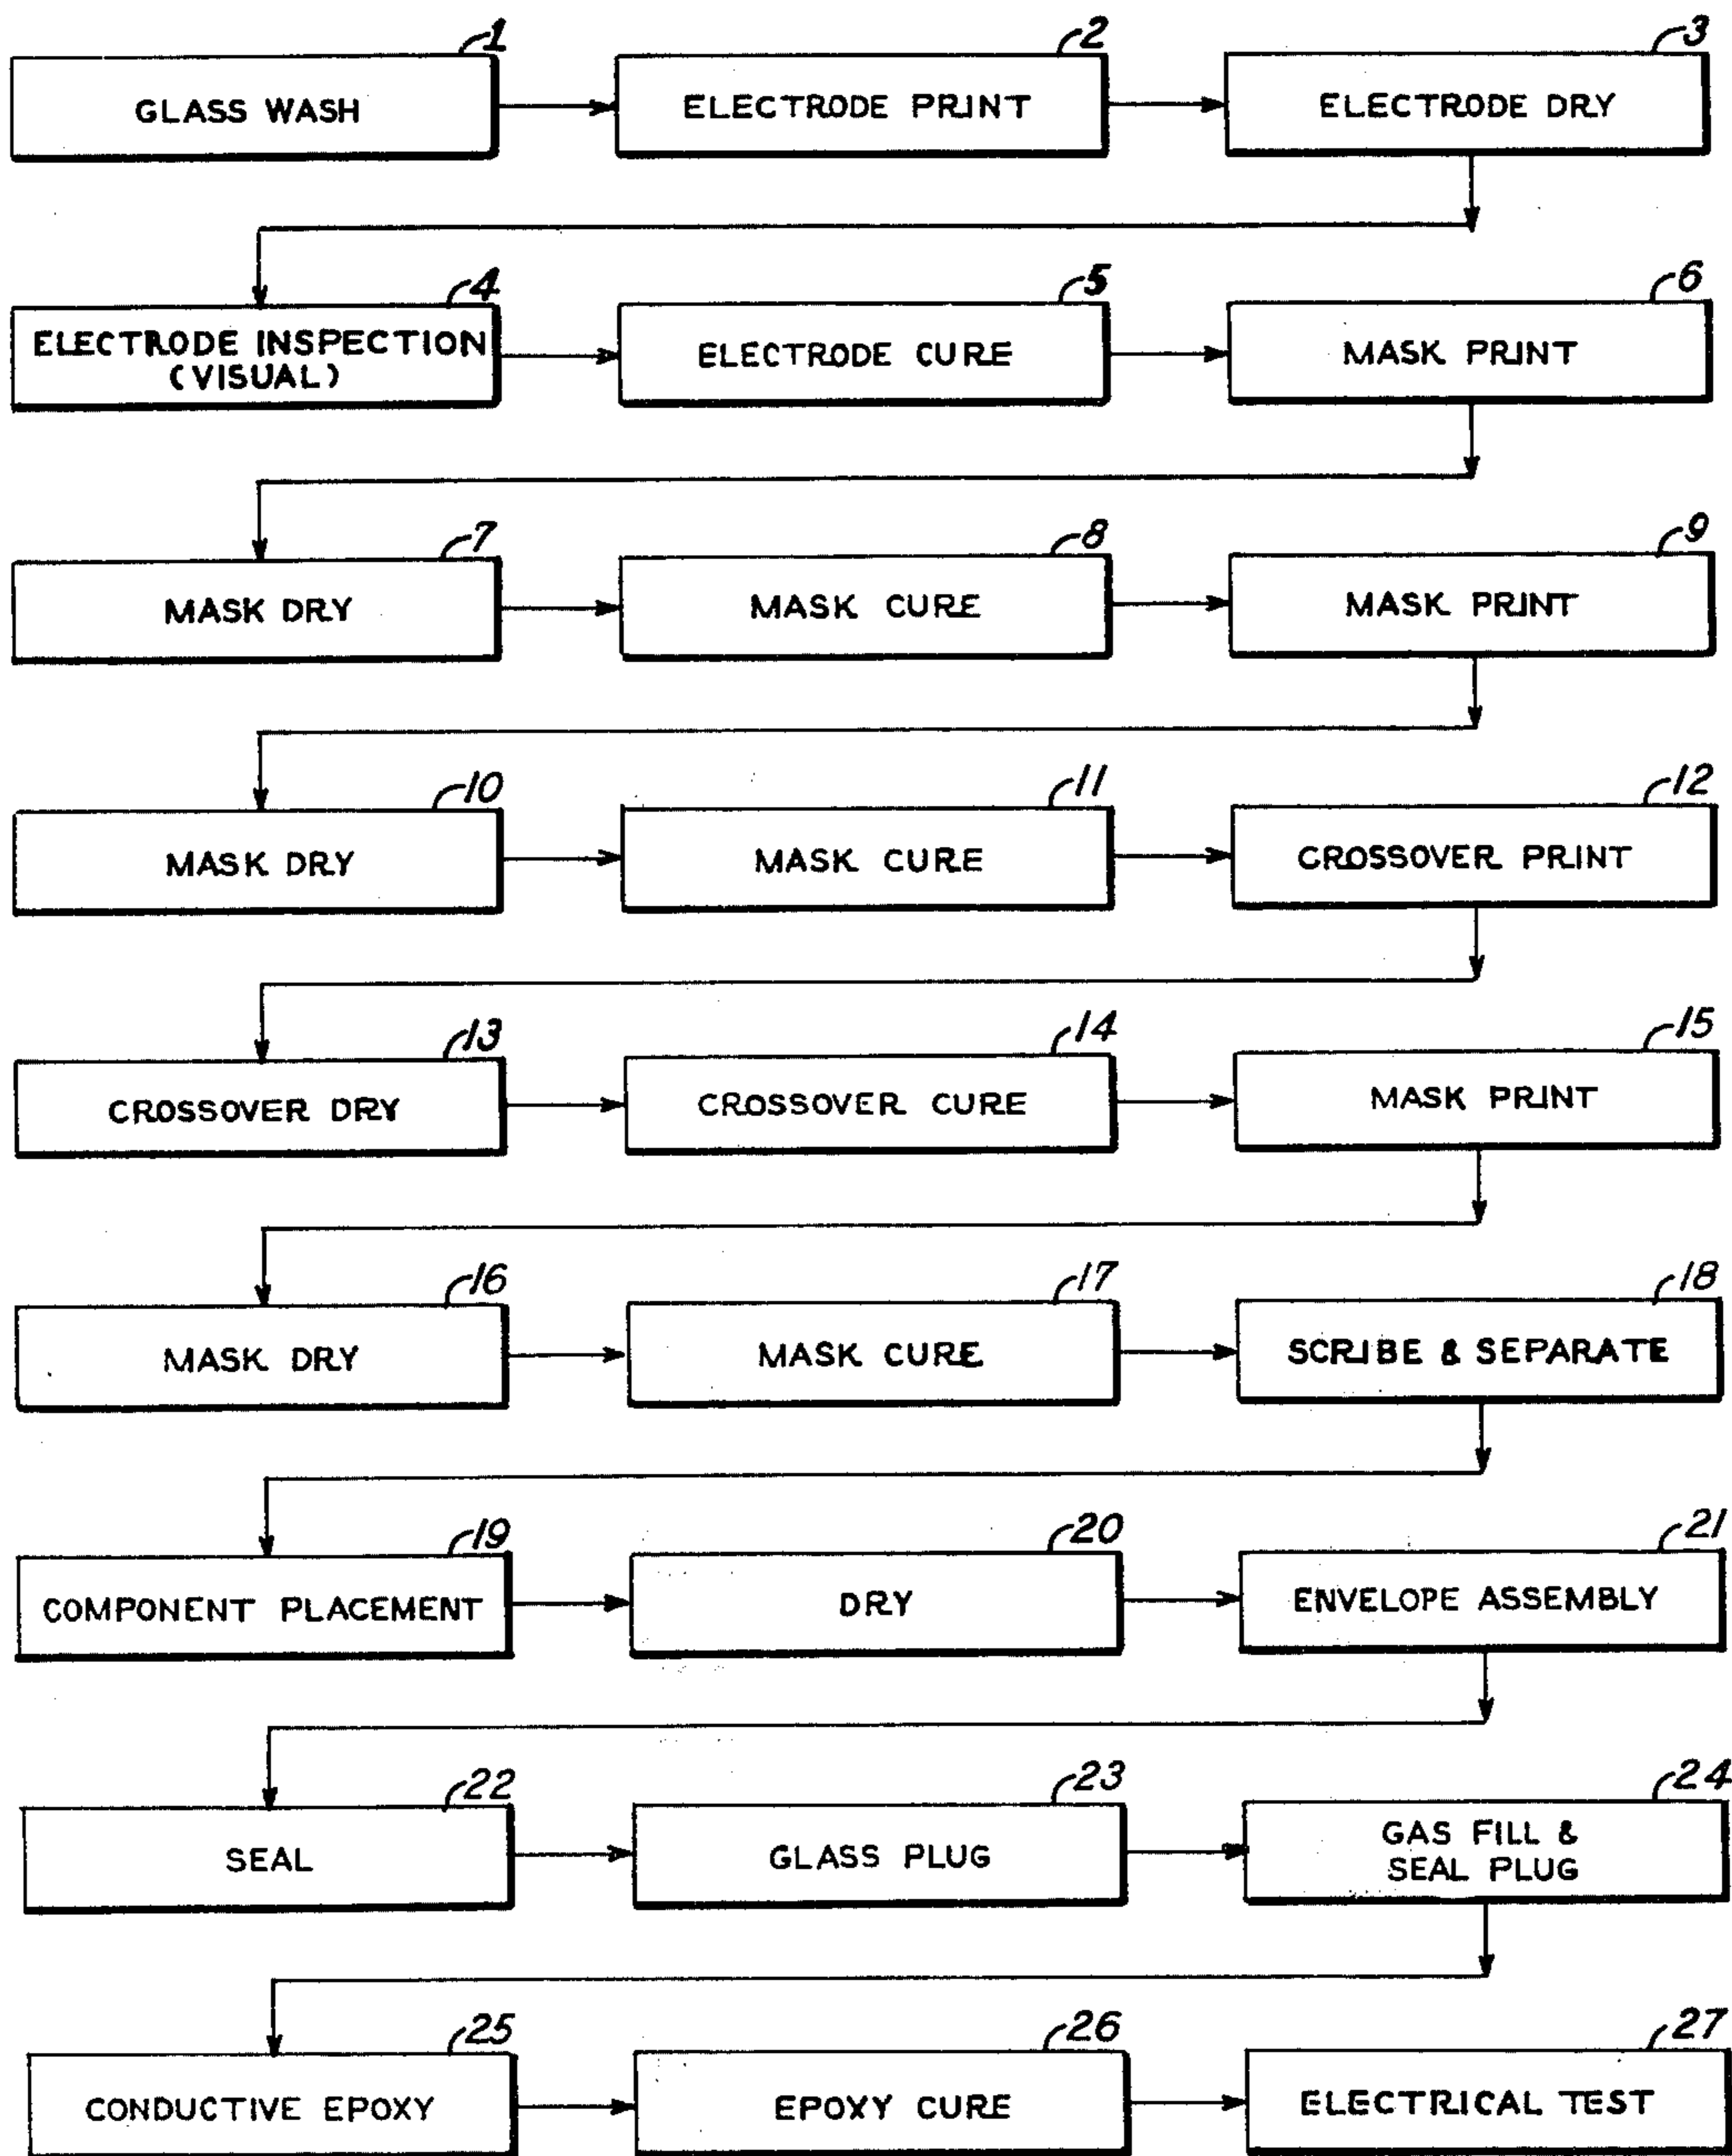 1
GLASS WASH
2
ELECTRODE PRINT
3
ELECTRODE DRY
4
ELECTRODE INSPECTION
(VISUAL)
5
ELECTRODE CURE
6
MASK PRINT
7
MASK DRY
8
MASK CURE
9
MASK PRINT
10
MASK DRY
11
MASK CURE
12
CROSSOVER PRINT
13
CROSSOVER DRY
14
CROSSOVER CURE
15
MASK PRINT
16
MASK DRY
17
MASK CURE
18
SCRIBE & SEPARATE
19
COMPONENT PLACEMENT
20
DRY
21
ENVELOPE ASSEMBLY
22
SEAL
23
GLASS PLUG
24
GAS FILL &
SEAL PLUG
25
CONDUCTIVE EPOXY
26
EPOXY CURE
27
ELECTRICAL TEST